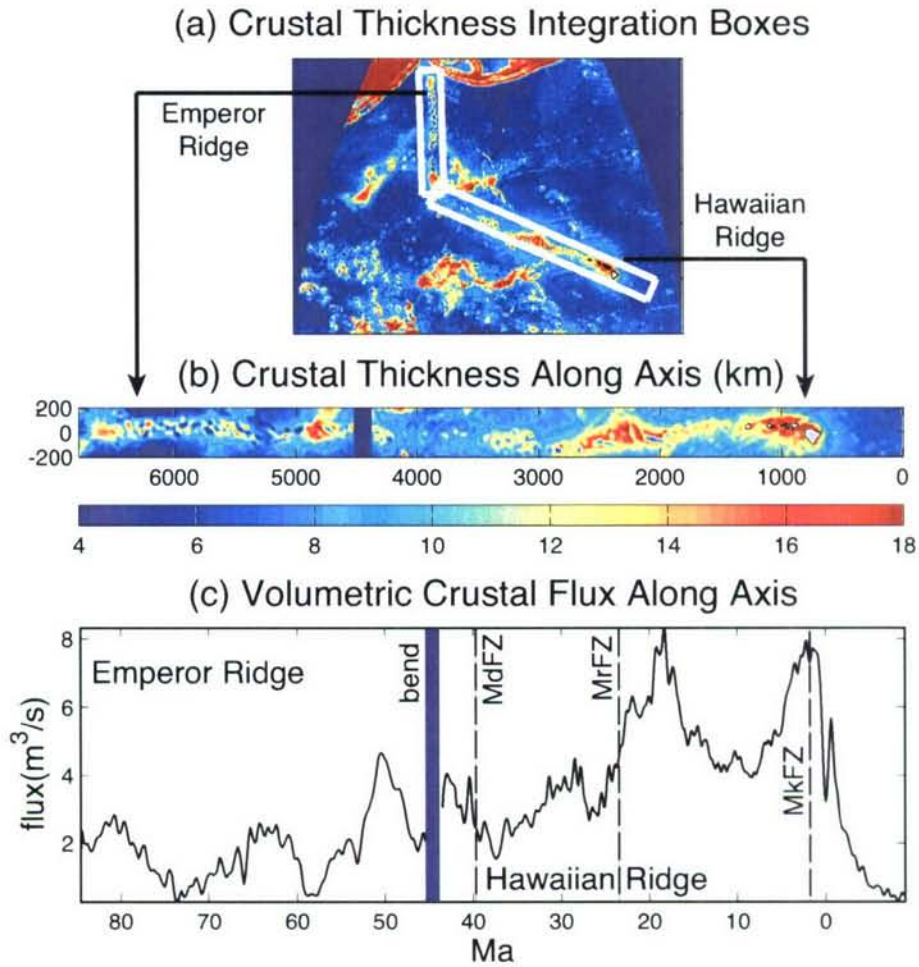 (a) Crustal Thickness Integration Boxes
Emperor
Ridge
Hawaiian
Ridge
(b) Crustal Thickness Along Axis (km)
200
0
-200
6000 5000 4000 3000 2000 1000 0
4 6 8 10 12 14 16 18
(c) Volumetric Crustal Flux Along Axis
8
6
4
2
flux(m³/s)
Emperor Ridge
bend
MdFZ
MrFZ
MkFZ
Hawaiian Ridge
80 70 60 50 40 30 20 10 0
Ma